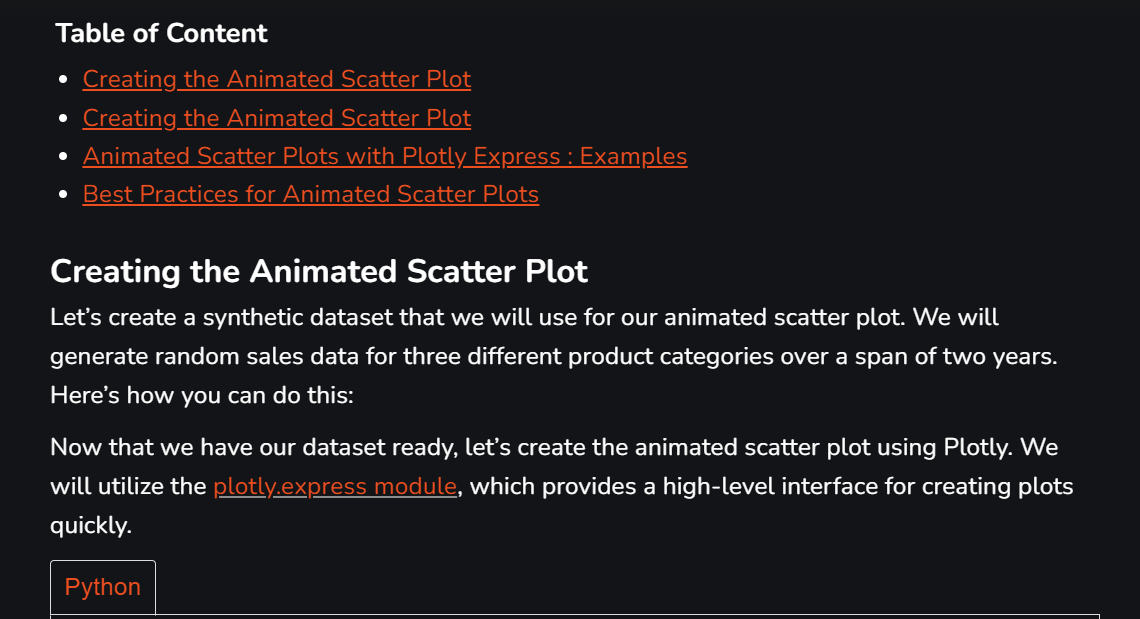 Table of Content
Creating the Animated Scatter Plot
Creating the Animated Scatter Plot
Animated Scatter Plots with Plotly Express : Examples
Best Practices for Animated Scatter Plots
Creating the Animated Scatter Plot
Let’s create a synthetic dataset that we will use for our animated scatter plot. We will
generate random sales data for three different product categories over a span of two years.
Here’s how you can do this:
Now that we have our dataset ready, let’s create the animated scatter plot using Plotly. We
will utilize the plotly.express module, which provides a high-level interface for creating plots
quickly.
Python